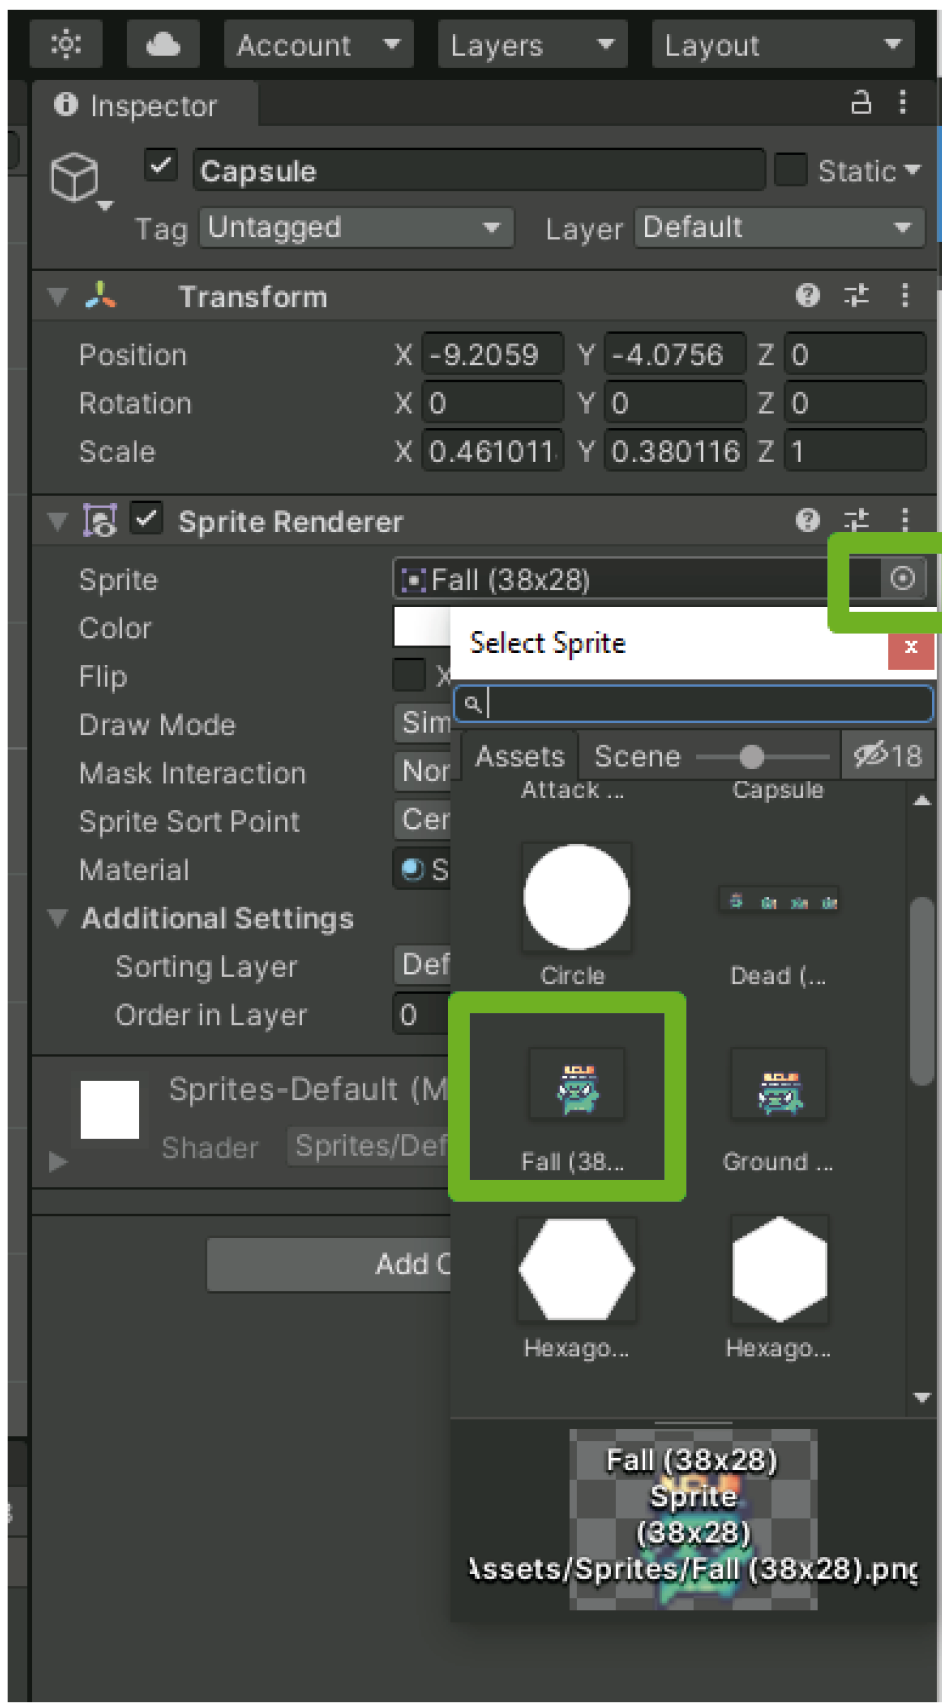 Account Layers Layout
Inspector
Capsule Static
Tag Untagged Layer Default
Transform
Position X -9.2059 Y -4.0756 Z 0
Rotation X 0 Y 0 Z 0
Scale X 0.461011 Y 0.380116 Z 1
Sprite Renderer
Sprite Fall (38x28)
Color
Select Sprite x
Flip X
Draw Mode Sim
Assets Scene 18
Mask Interaction Nor
Attack ... Capsule
Sprite Sort Point Cer
Material S
Additional Settings
Sorting Layer Def
Circle Dead (...
Order in Layer 0
Sprites-Default (M
Shader Sprites/Def
Fall (38... Ground ...
Add C
Hexago... Hexago...
Fall (38x28)
Sprite
(38x28)
Assets/Sprites/Fall (38x28).png